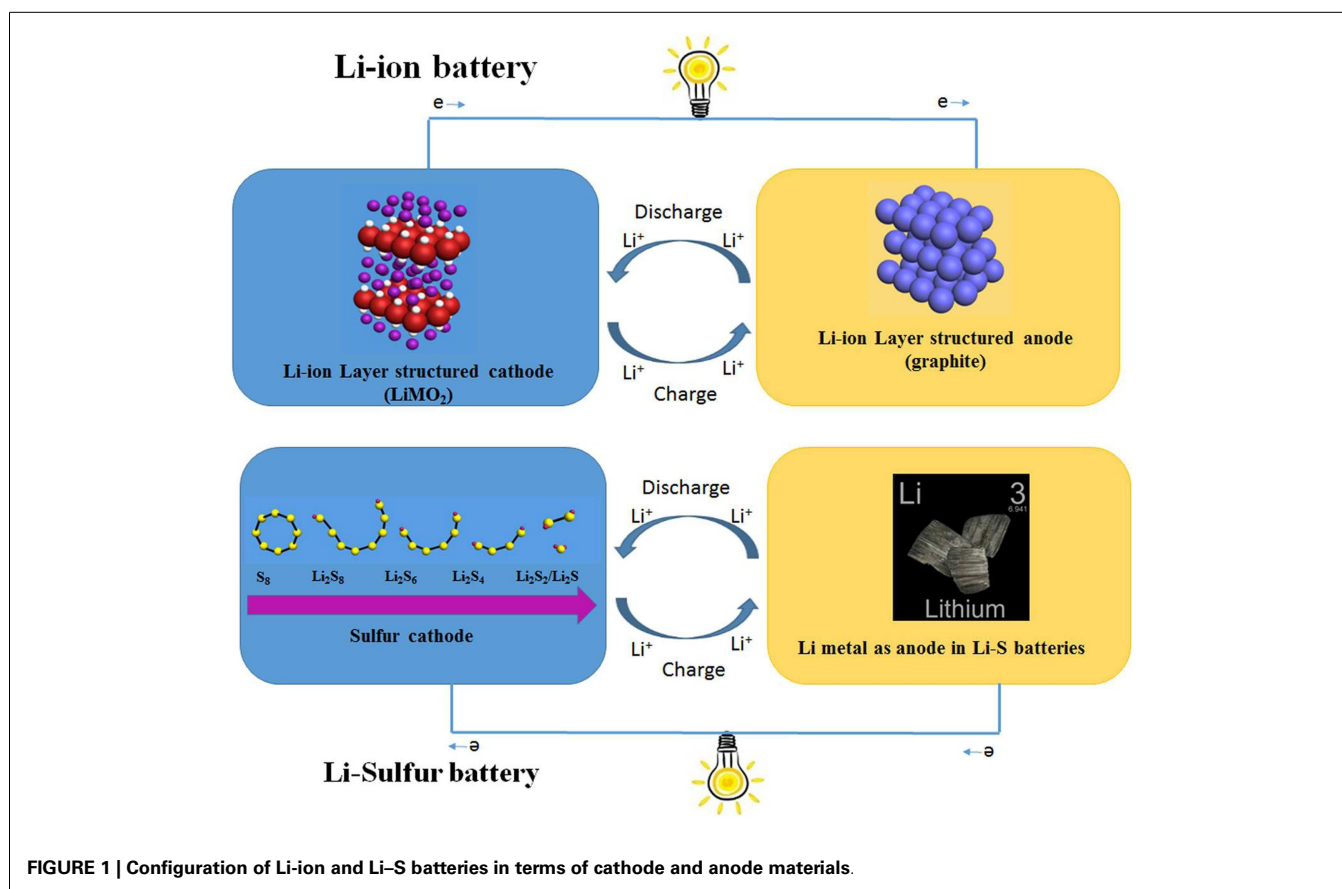 Li-ion battery
e→ e→
Discharge
Li⁺ Li⁺
Li⁺ Li⁺
Charge
Li-ion Layer structured cathode
(LiMO₂)
Li-ion Layer structured anode
(graphite)
S₈ Li₂S₈ Li₂S₆ Li₂S₄ Li₂S₂/Li₂S
Sulfur cathode
Discharge
Li⁺ Li⁺
Li⁺ Li⁺
Charge
Li 3
6.941
Lithium
Li metal as anode in Li-S batteries
←e ←e
Li-Sulfur battery
FIGURE 1 | Configuration of Li-ion and Li–S batteries in terms of cathode and anode materials.